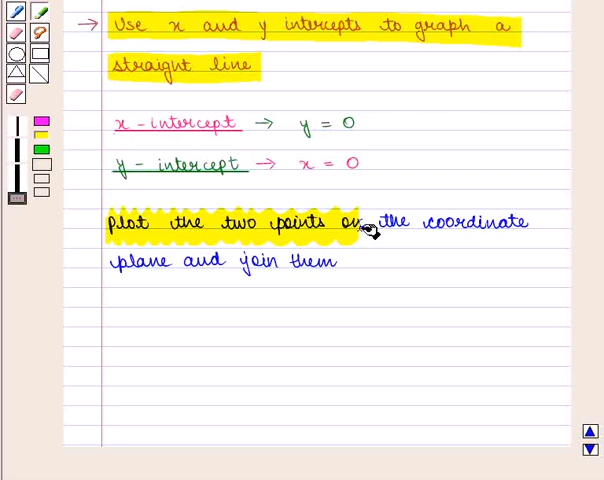 → Use x and y intercepts to graph a
straight line
x - intercept → y = 0
y - intercept → x = 0
Plot the two points on the coordinate
plane and join them